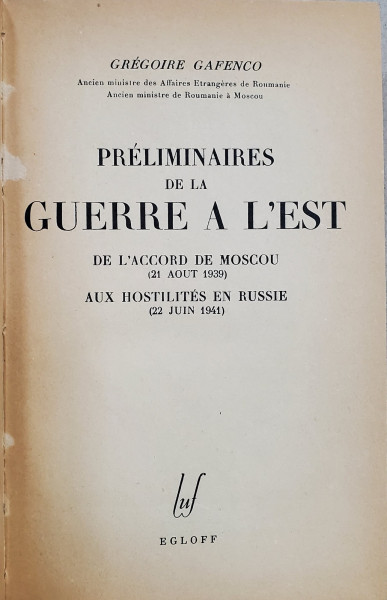 GRÉGOIRE GAFENCO
Ancien ministre des Affaires Etrangères de Roumanie
Ancien ministre de Roumanie à Moscou
PRÉLIMINAIRES
DE LA
GUERRE A L'EST
DE L'ACCORD DE MOSCOU
(21 AOUT 1939)
AUX HOSTILITÉS EN RUSSIE
(22 JUIN 1941)
luf
EGLOFF